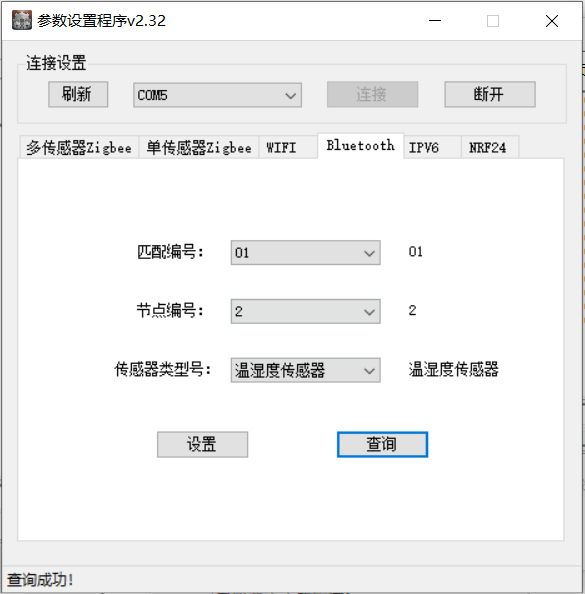 参数设置程序v2.32
连接设置
刷新 COM5 连接 断开
多传感器Zigbee 单传感器Zigbee WIFI Bluetooth IPV6 NRF24
匹配编号： 01 01
节点编号： 2 2
传感器类型号： 温湿度传感器 温湿度传感器
设置 查询
查询成功!